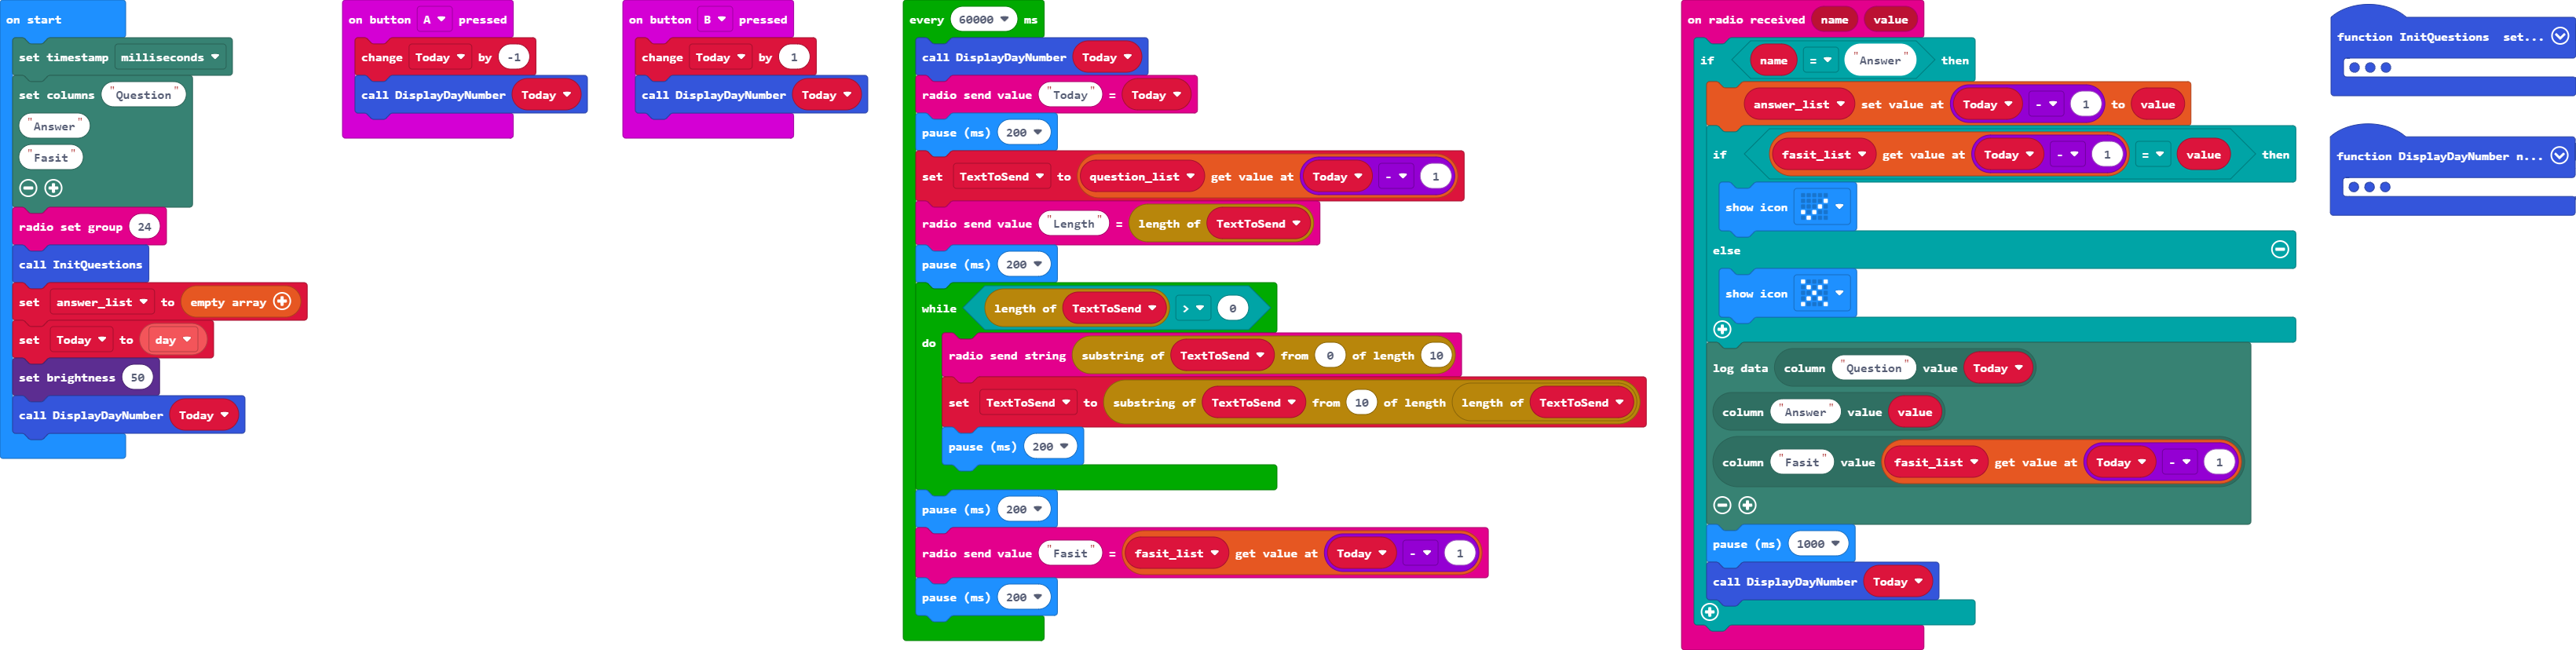 on start
set timestamp milliseconds
set columns "Question"
"Answer"
"Fasit"
radio set group 24
call InitQuestions
set answer_list to empty array
set Today to day
set brightness 50
call DisplayDayNumber Today
on button A pressed
change Today by -1
call DisplayDayNumber Today
on button B pressed
change Today by 1
call DisplayDayNumber Today
every 60000 ms
call DisplayDayNumber Today
radio send value "Today" = Today
pause (ms) 200
set TextToSend to question_list get value at Today - 1
radio send value "Length" = length of TextToSend
pause (ms) 200
while length of TextToSend > 0
do
radio send string substring of TextToSend from 0 of length 10
set TextToSend to substring of TextToSend from 10 of length length of TextToSend
pause (ms) 200
pause (ms) 200
radio send value "Fasit" = fasit_list get value at Today - 1
pause (ms) 200
on radio received name value
if name = "Answer" then
answer_list set value at Today - 1 to value
if fasit_list get value at Today - 1 = value then
show icon
else
show icon
log data column "Question" value Today
column "Answer" value value
column "Fasit" value fasit_list get value at Today - 1
pause (ms) 1000
call DisplayDayNumber Today
function InitQuestions set...
function DisplayDayNumber n...